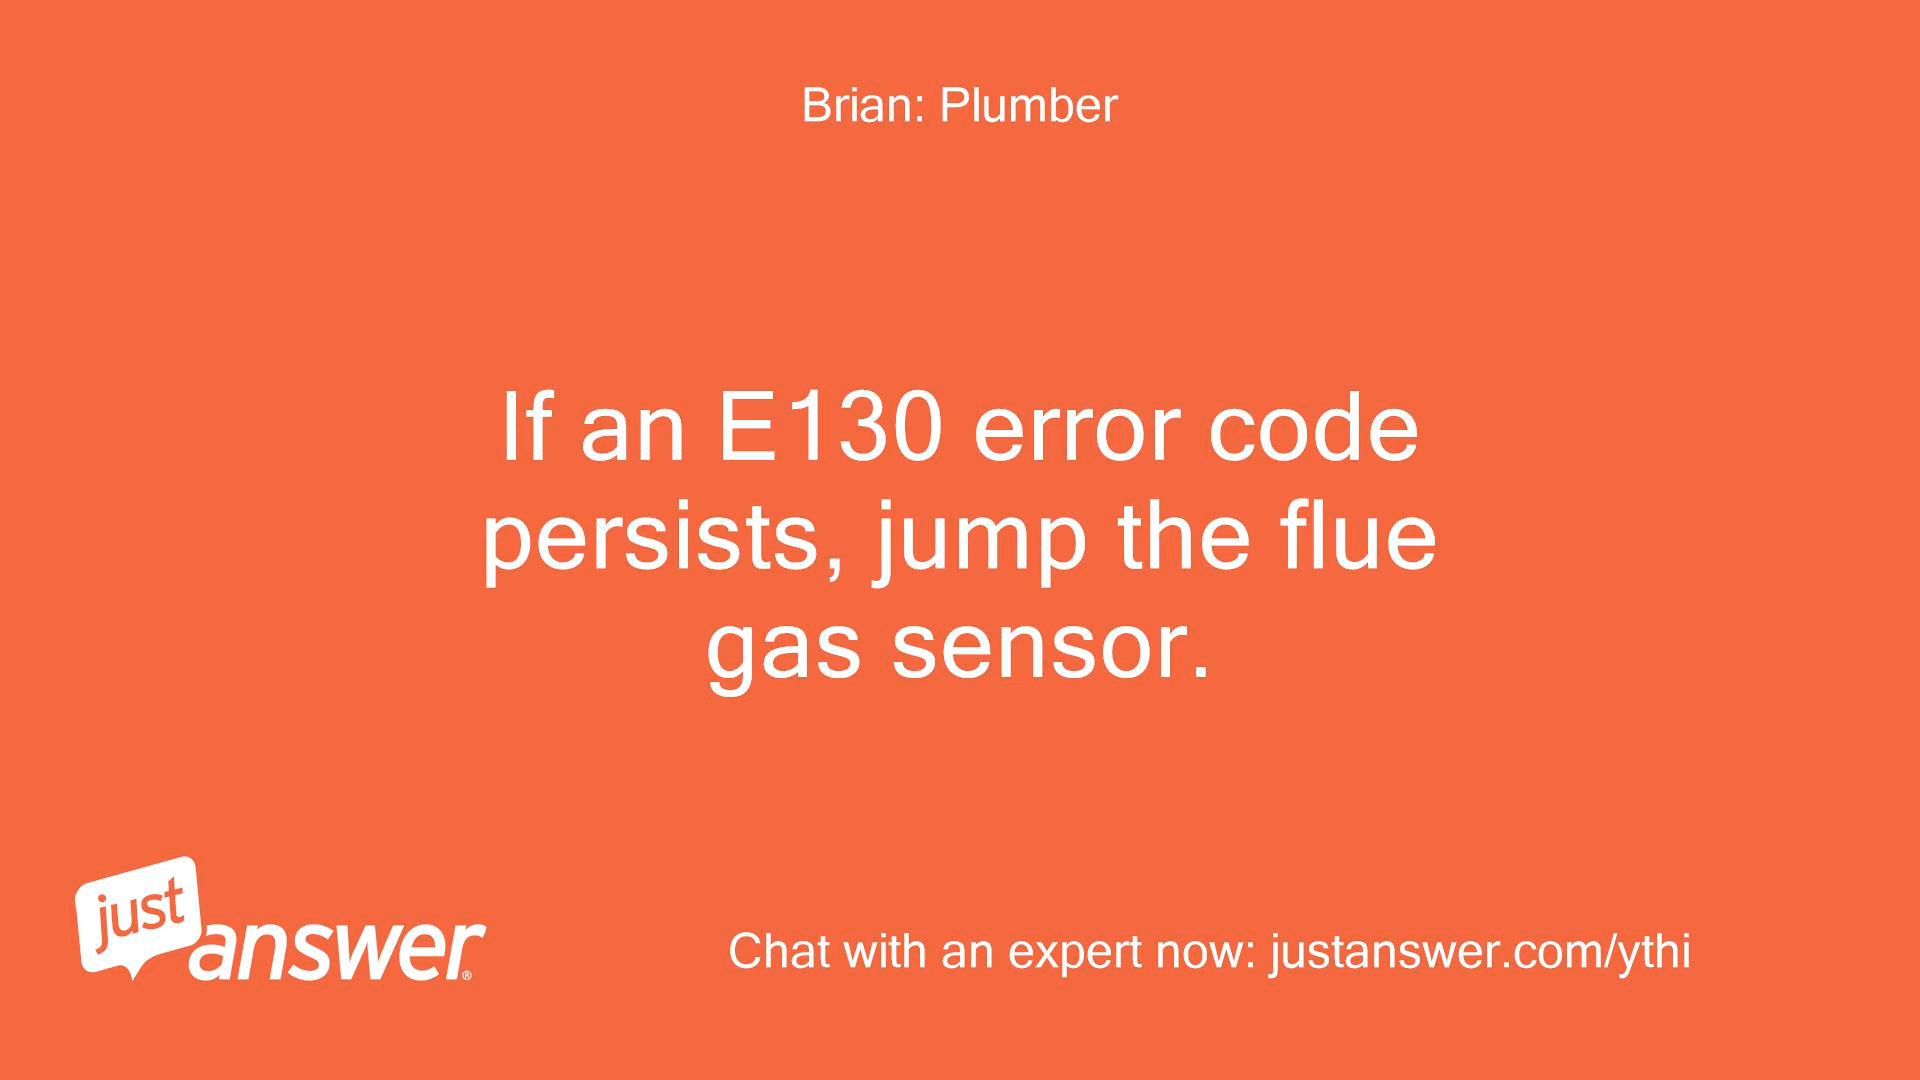 Brian: Plumber
If an E130 error code
persists, jump the flue
gas sensor.
just
answer®
Chat with an expert now: justanswer.com/ythi